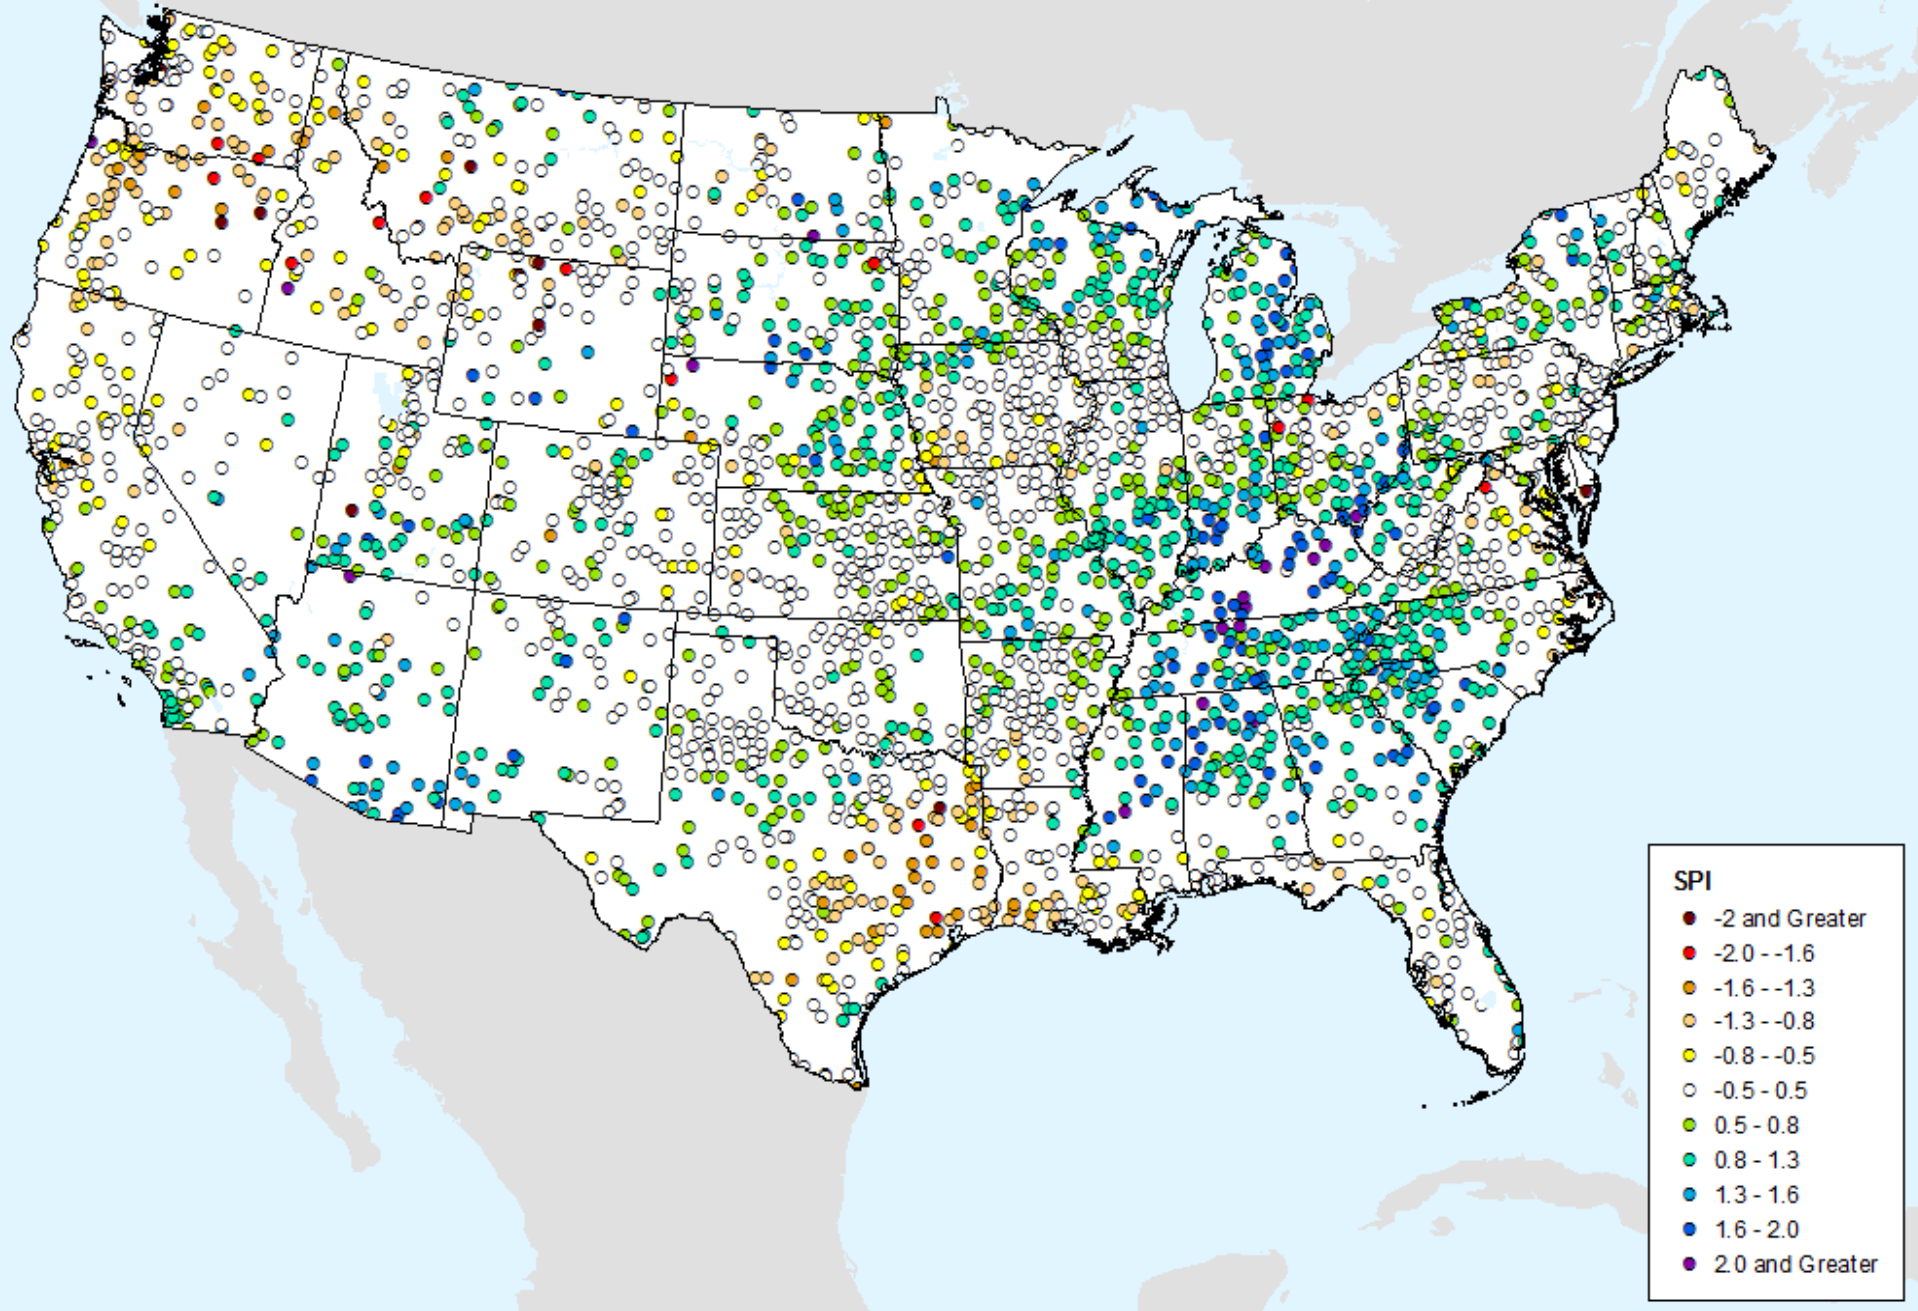 SPI
-2 and Greater
-2.0 - -1.6
-1.6 - -1.3
-1.3 - -0.8
-0.8 - -0.5
-0.5 - 0.5
0.5 - 0.8
0.8 - 1.3
1.3 - 1.6
1.6 - 2.0
2.0 and Greater